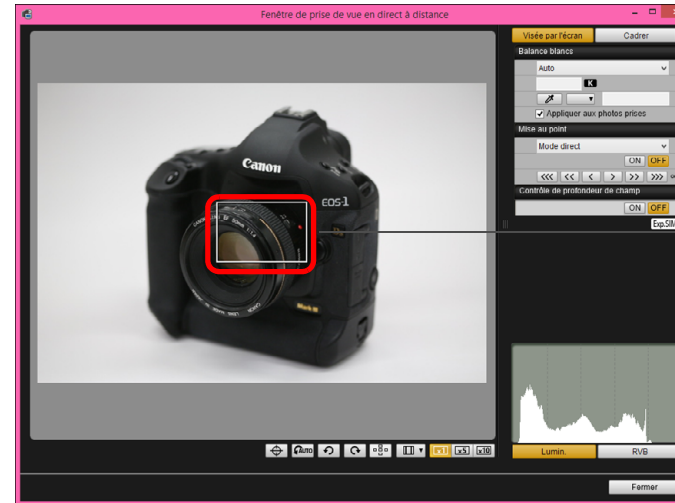 Fenêtre de prise de vue en direct à distance
Visée par l'écran
Cadrer
Balance blancs
Auto
K
Appliquer aux photos prises
Mise au point
Mode direct
ON OFF
<<< << < > >> >>> ∞
Contrôle de profondeur de champ
ON OFF
Exp.SIM
Canon
EOS-1
Ds
Mark III
AUTO
x1 x5 x10
Lumin.
RVB
Fermer